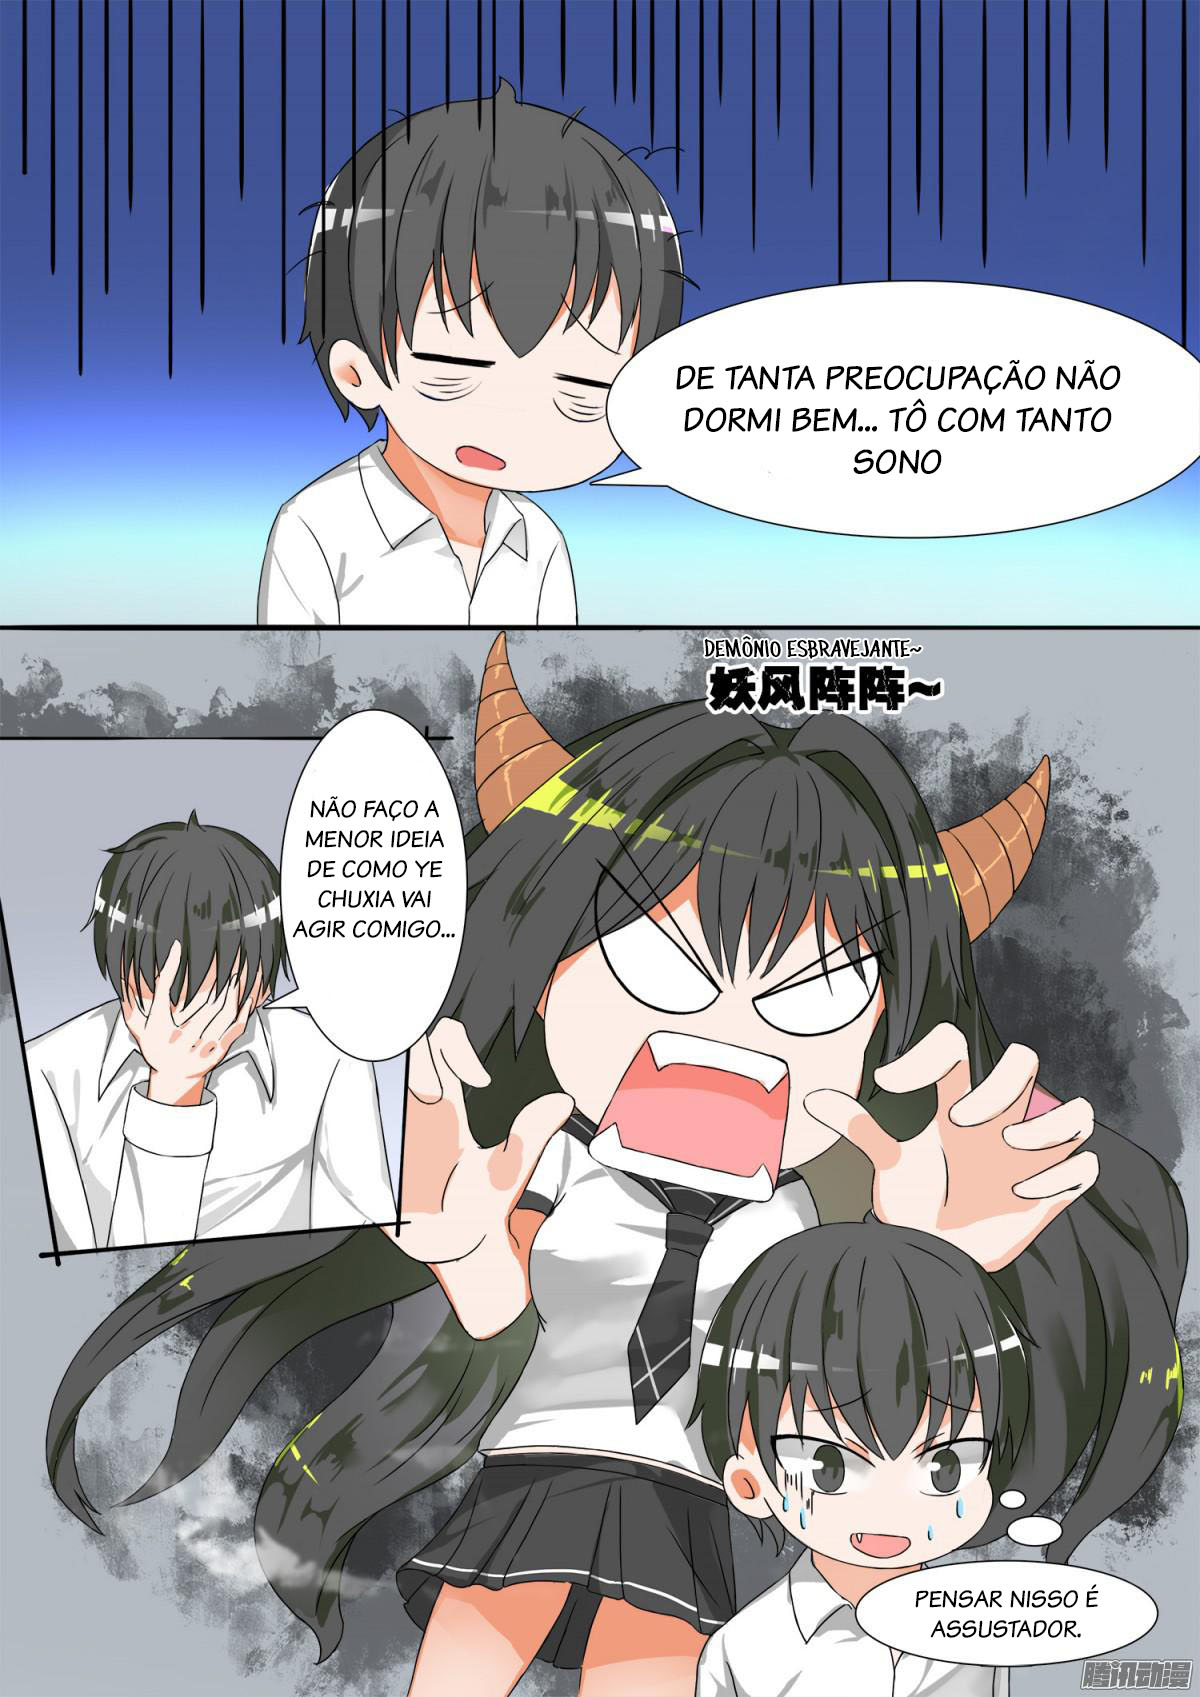 DE TANTA PREOCUPAÇÃO NÃO
DORMI BEM... TÔ COM TANTO
SONO
DEMÔNIO ESBRAVEJANTE~
妖风阵阵~
NÃO FAÇO A
MENOR IDEIA
DE COMO YE
CHUXIA VAI
AGIR COMIGO...
PENSAR NISSO É
ASSUSTADOR.
腾讯动漫